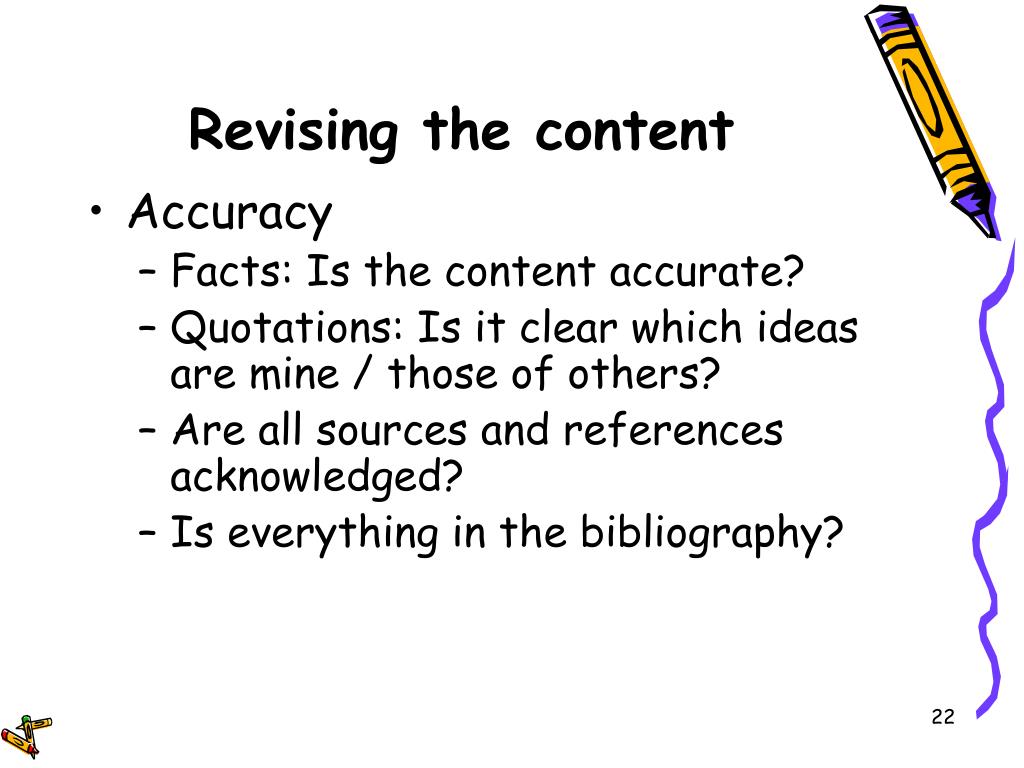 Revising the content
• Accuracy
– Facts: Is the content accurate?
– Quotations: Is it clear which ideas
are mine / those of others?
– Are all sources and references
acknowledged?
– Is everything in the bibliography?
22